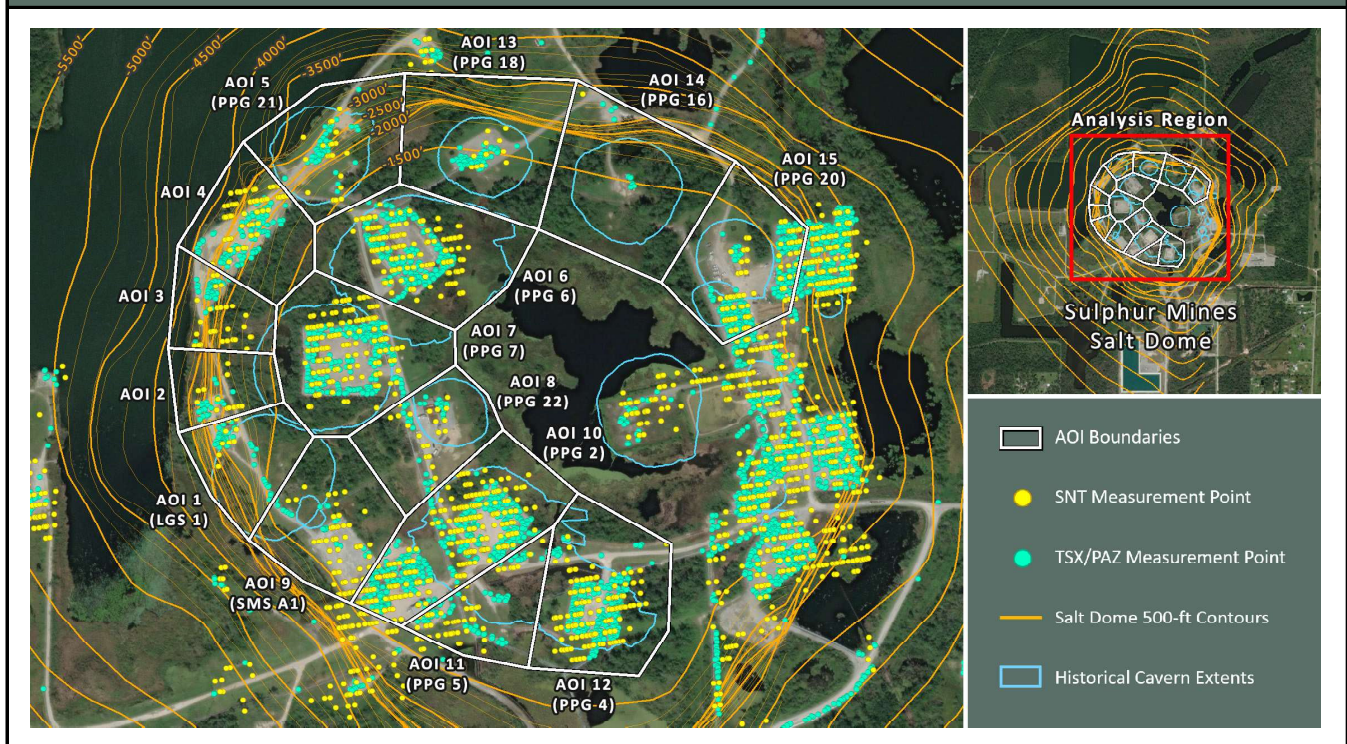 -5500'
-5000'
-4500'
-4000'
-3500'
-3000'
-2500'
-2000'
-1500'
AOI 13
(PPG 18)
AOI 5
(PPG 21)
AOI 14
(PPG 16)
AOI 15
(PPG 20)
AOI 4
AOI 6
(PPG 6)
AOI 3
AOI 7
(PPG 7)
AOI 2
AOI 8
(PPG 22)
AOI 10
(PPG 2)
AOI 1
(LGS 1)
AOI 9
(SMS A1)
AOI 11
(PPG 5)
AOI 12
(PPG 4)
Analysis Region
Sulphur Mines
Salt Dome
AOI Boundaries
SNT Measurement Point
TSX/PAZ Measurement Point
Salt Dome 500-ft Contours
Historical Cavern Extents